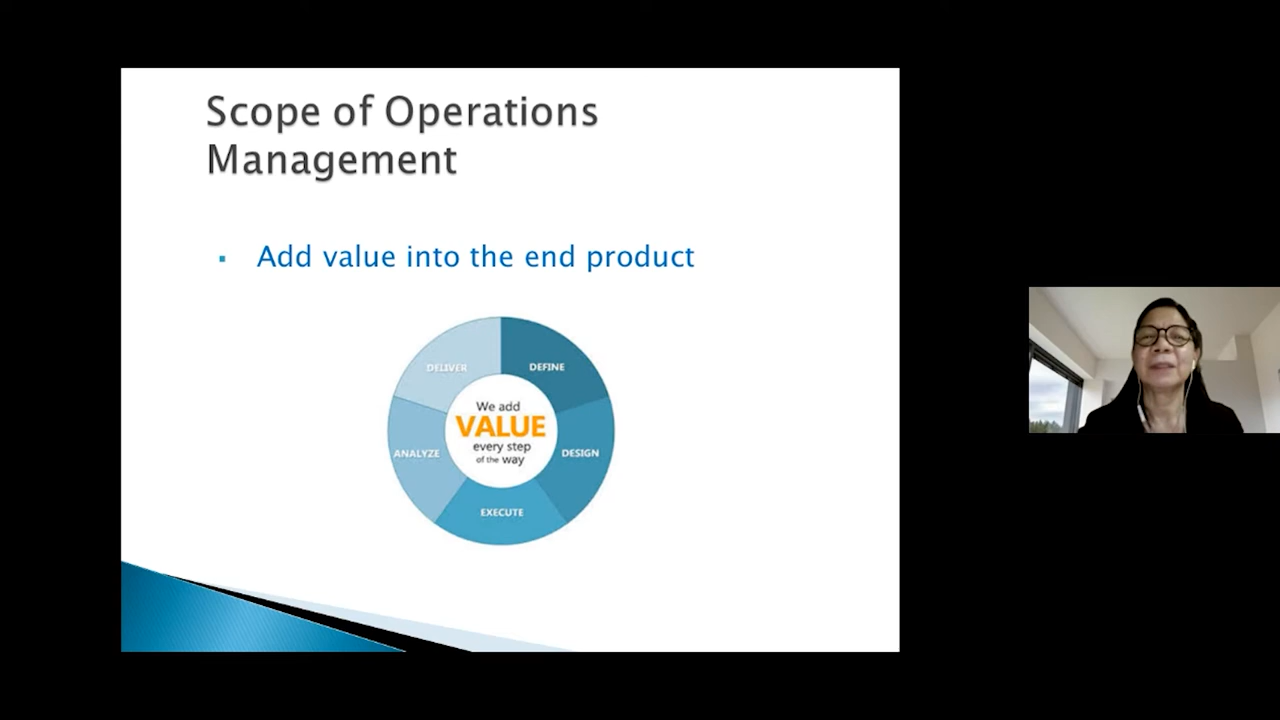 Scope of Operations
Management
Add value into the end product
DELIVER
DEFINE
We add
VALUE
every step
of the way
ANALYZE
DESIGN
EXECUTE